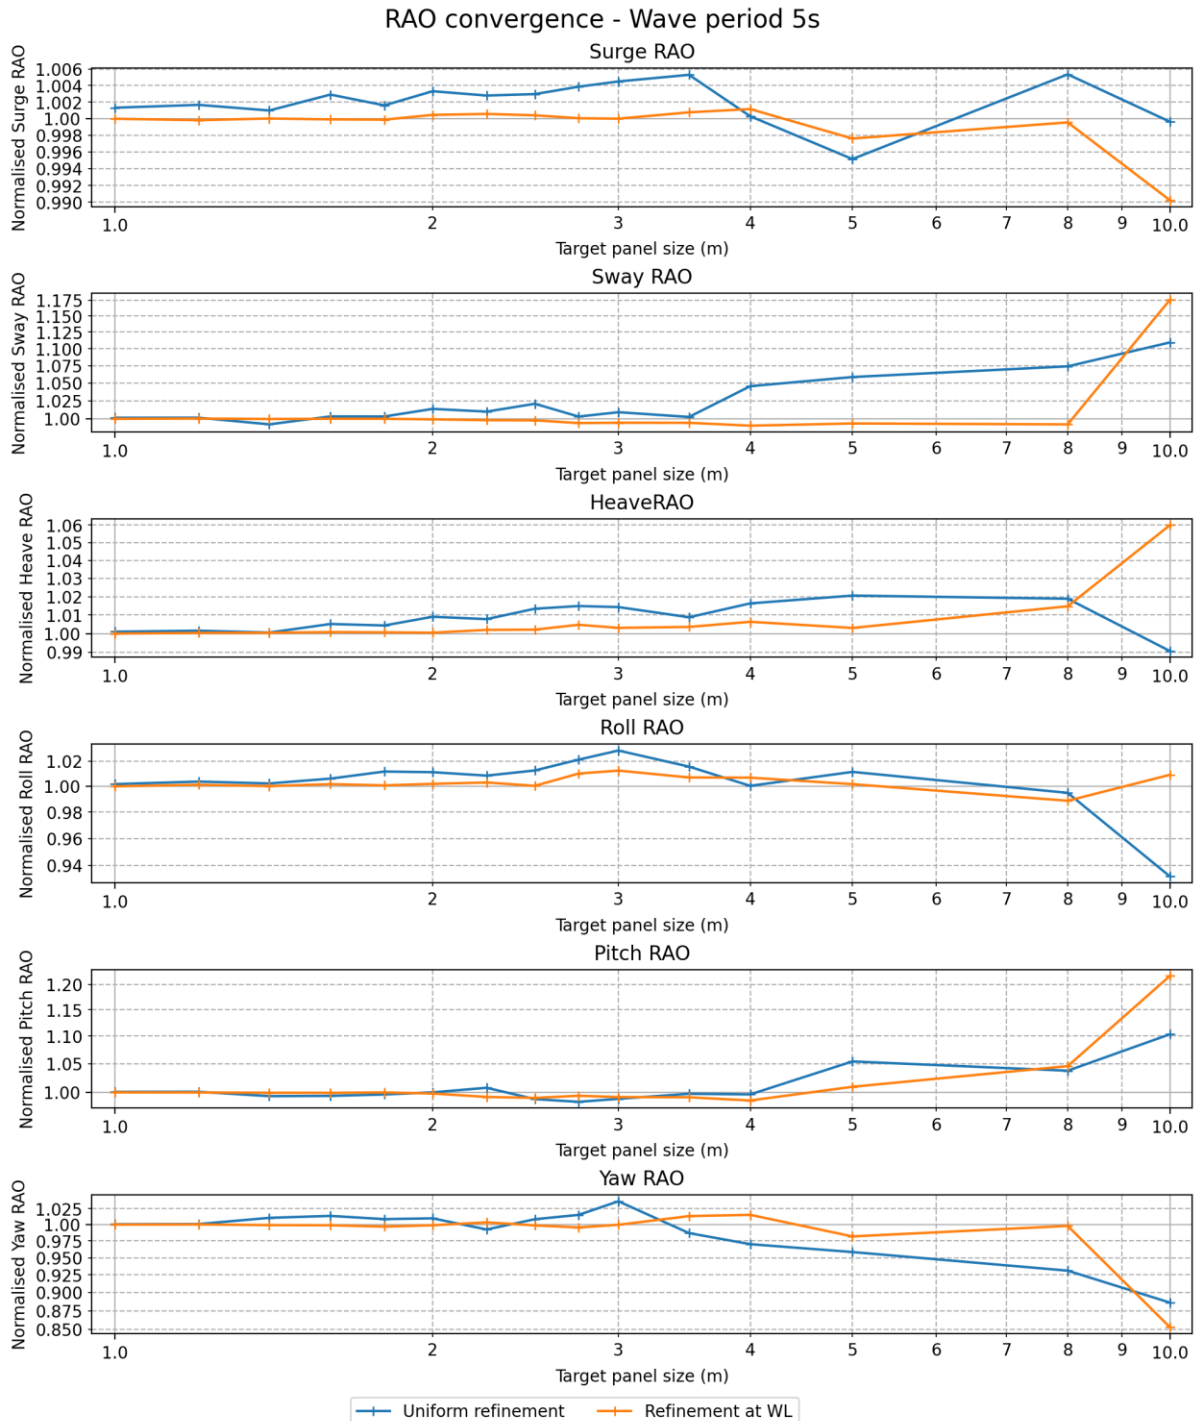 RAO convergence - Wave period 5s
Surge RAO
Normalised Surge RAO
1.006
1.004
1.002
1.00
0.998
0.996
0.994
0.992
0.990
1.0 2 3 4 5 6 7 8 9 10.0
Target panel size (m)
Sway RAO
Normalised Sway RAO
1.175
1.150
1.125
1.100
1.075
1.050
1.025
1.00
1.0 2 3 4 5 6 7 8 9 10.0
Target panel size (m)
HeaveRAO
Normalised Heave RAO
1.06
1.05
1.04
1.03
1.02
1.01
1.00
0.99
1.0 2 3 4 5 6 7 8 9 10.0
Target panel size (m)
Roll RAO
Normalised Roll RAO
1.02
1.00
0.98
0.96
0.94
1.0 2 3 4 5 6 7 8 9 10.0
Target panel size (m)
Pitch RAO
Normalised Pitch RAO
1.20
1.15
1.10
1.05
1.00
1.0 2 3 4 5 6 7 8 9 10.0
Target panel size (m)
Yaw RAO
Normalised Yaw RAO
1.025
1.00
0.975
0.950
0.925
0.900
0.875
0.850
1.0 2 3 4 5 6 7 8 9 10.0
Target panel size (m)
Uniform refinement Refinement at WL